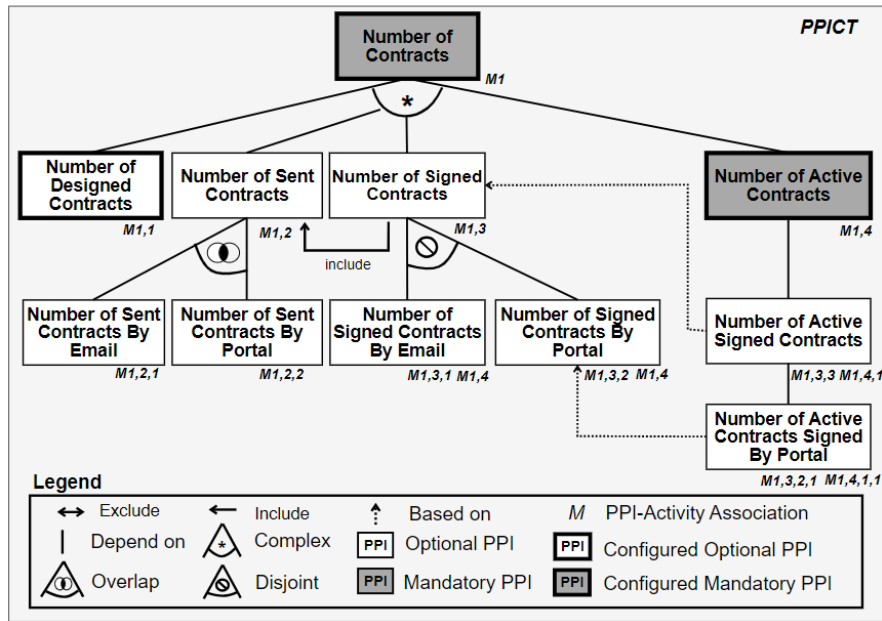 PPICT
Number of
Contracts
M1
*
Number of
Designed
Contracts
M1,1
Number of Sent
Contracts
M1,2
Number of Signed
Contracts
M1,3
Number of Active
Contracts
M1,4
include
Number of Sent
Contracts By
Email
M1,2,1
Number of Sent
Contracts By
Portal
M1,2,2
Number of
Signed Contracts
By Email
M1,3,1 M1,4
Number of Signed
Contracts By
Portal
M1,3,2 M1,4
Number of Active
Signed Contracts
M1,3,3 M1,4,1
Number of Active
Contracts Signed
By Portal
M1,3,2,1 M1,4,1,1
Legend
Exclude
Include
Based on
M PPI-Activity Association
Depend on
* Complex
PPI Optional PPI
PPI Configured Optional PPI
Overlap
Disjoint
PPI Mandatory PPI
PPI Configured Mandatory PPI